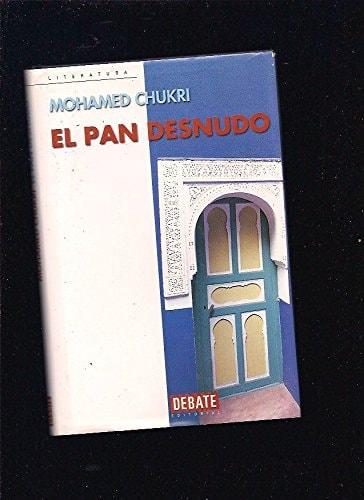 LITERATURA
MOHAMED CHUKRI
EL PAN DESNUDO
DEBATE
EDITORIAL